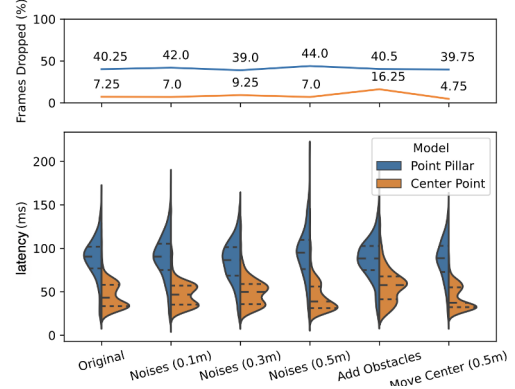 Frames Dropped (%)
100
50
0
40.25 42.0 39.0 44.0 40.5 39.75
7.25 7.0 9.25 7.0 16.25 4.75
latency (ms)
200
150
100
50
0
Model
Point Pillar
Center Point
Original Noises (0.1m) Noises (0.3m) Noises (0.5m) Add Obstacles Move Center (0.5m)